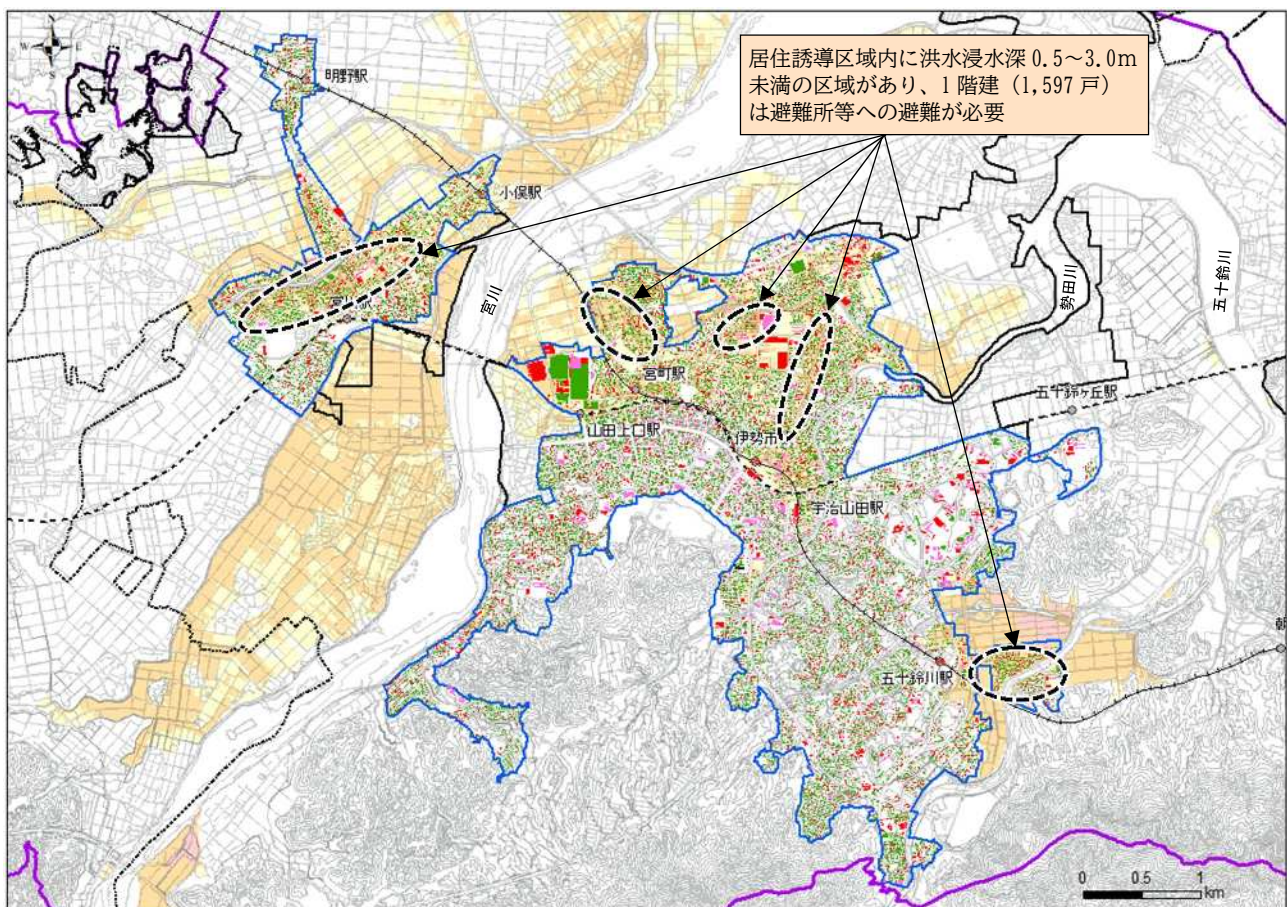 N
W
E
S
居住誘導区域内に洪水浸水深 0.5～3.0m
未満の区域があり、1 階建（1,597 戸）
は避難所等への避難が必要
明野駅
小俣駅
宮川
勢田川
五十鈴川
宮町駅
五十鈴ヶ丘駅
山田上口駅
伊勢市
宇治山田駅
五十鈴川駅
朝
0 0.5 1
km